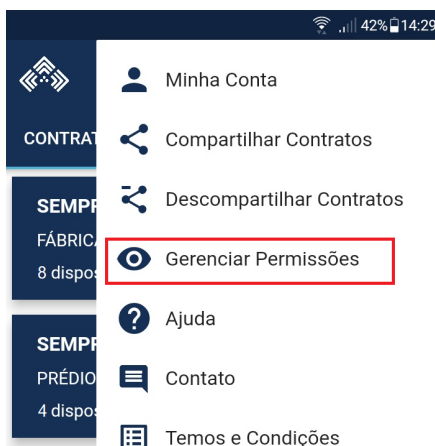 42% 14:29
Minha Conta
CONTRAT
Compartilhar Contratos
SEMPR
Descompartilhar Contratos
FÁBRICA
Gerenciar Permissões
8 dispos
Ajuda
SEMPR
PRÉDIO
Contato
4 dispos
Temos e Condições